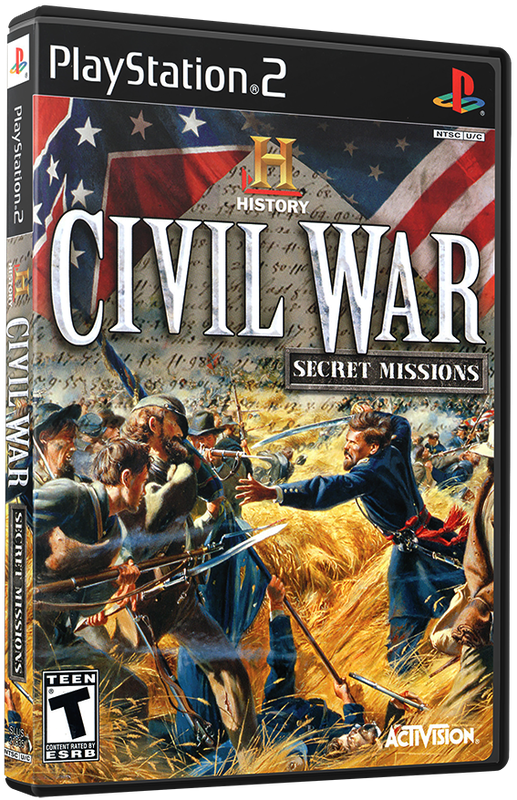 PlayStation®2
NTSC U/C
H
HISTORY
CIVIL WAR
SECRET MISSIONS
TEEN
T
CONTENT RATED BY
ESRB
ACTIVISION
PlayStation®2
H
HISTORY
CIVIL WAR
SECRET MISSIONS
NTSC U/C